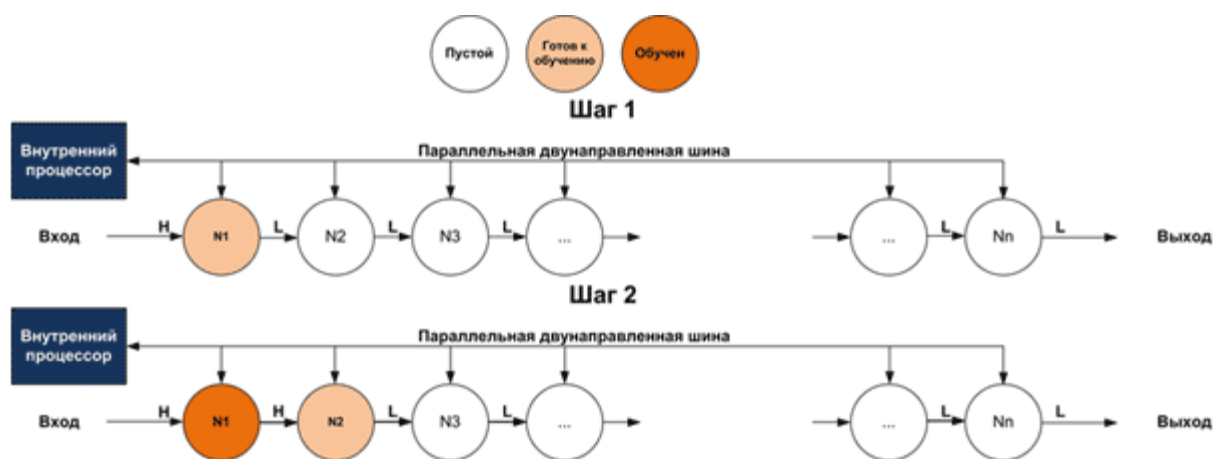 Пустой
Готов к
обучению
Обучен
Шаг 1
Внутренний
процессор
Параллельная двунаправленная шина
Вход
H
N1
L
N2
L
N3
L
...
...
L
Nn
L
Выход
Шаг 2
Внутренний
процессор
Параллельная двунаправленная шина
Вход
H
N1
H
N2
L
N3
L
...
...
L
Nn
L
Выход